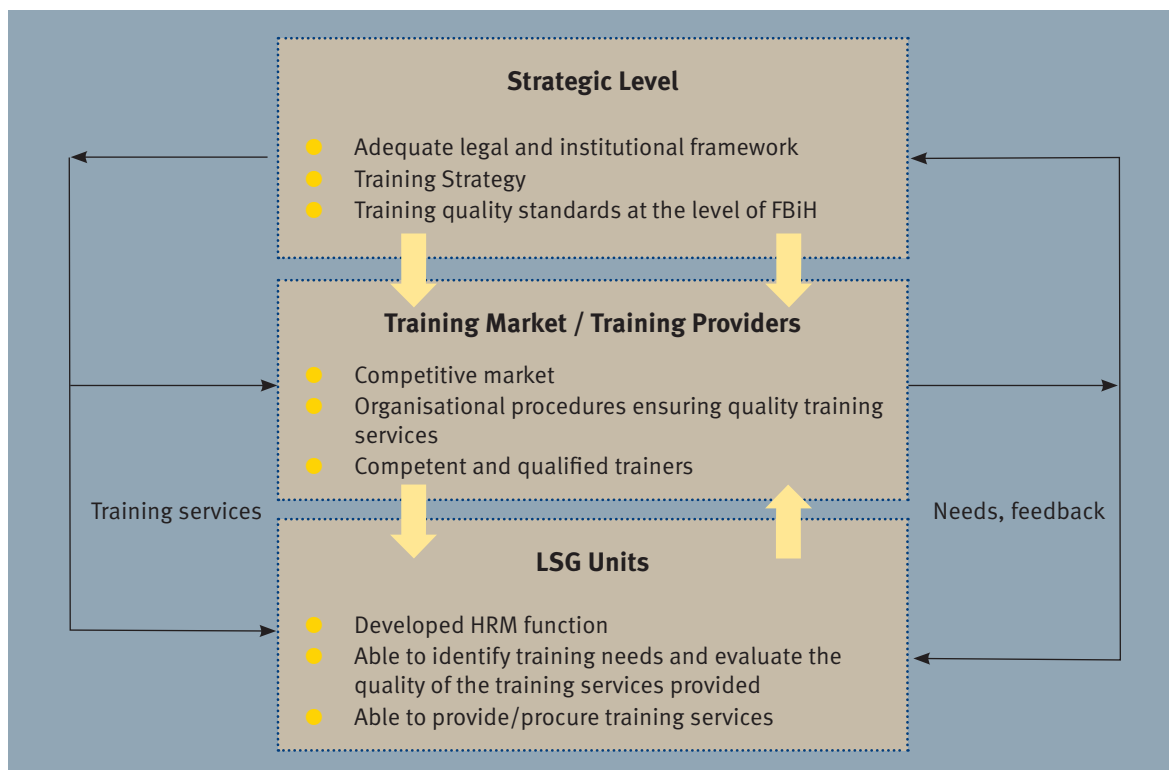 Strategic Level
Adequate legal and institutional framework
Training Strategy
Training quality standards at the level of FBiH
Training Market / Training Providers
Competitive market
Organisational procedures ensuring quality training
services
Competent and qualified trainers
Training services
Needs, feedback
LSG Units
Developed HRM function
Able to identify training needs and evaluate the
quality of the training services provided
Able to provide/procure training services